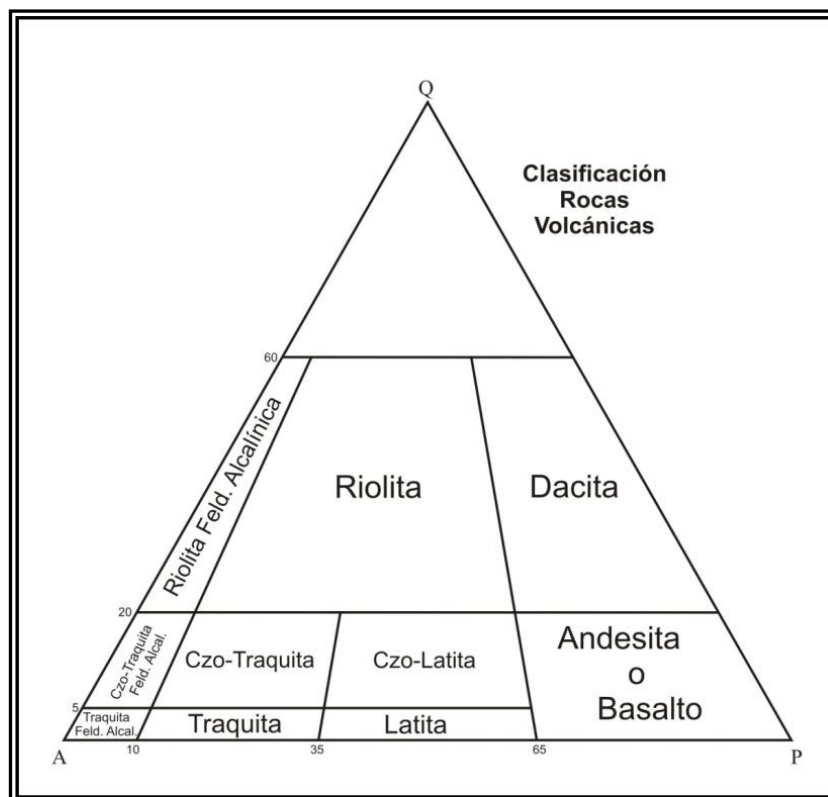 Q
Clasificación
Rocas
Volcánicas
60
Riolita Feld. Alcalínica
Riolita
Dacita
20
Czo-Traquita
Feld. Alcal.
Czo-Traquita
Czo-Latita
Andesita
o
Basalto
5
Traquita
Feld. Alcal.
Traquita
Latita
A
10
35
65
P